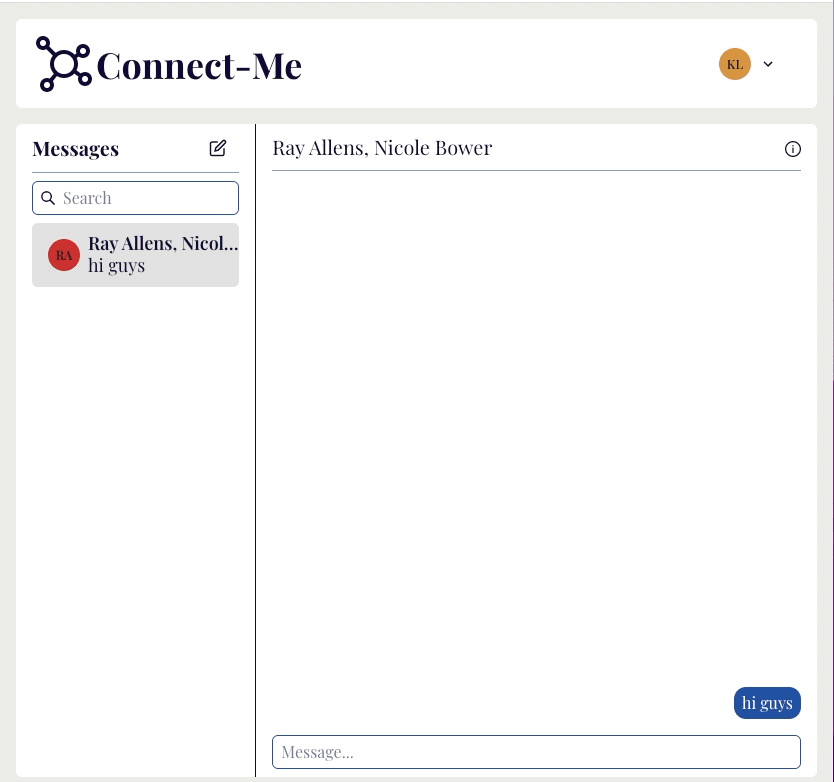 Connect-Me
KL
Messages
Search
RA
Ray Allens, Nicol...
hi guys
Ray Allens, Nicole Bower
hi guys
Message...